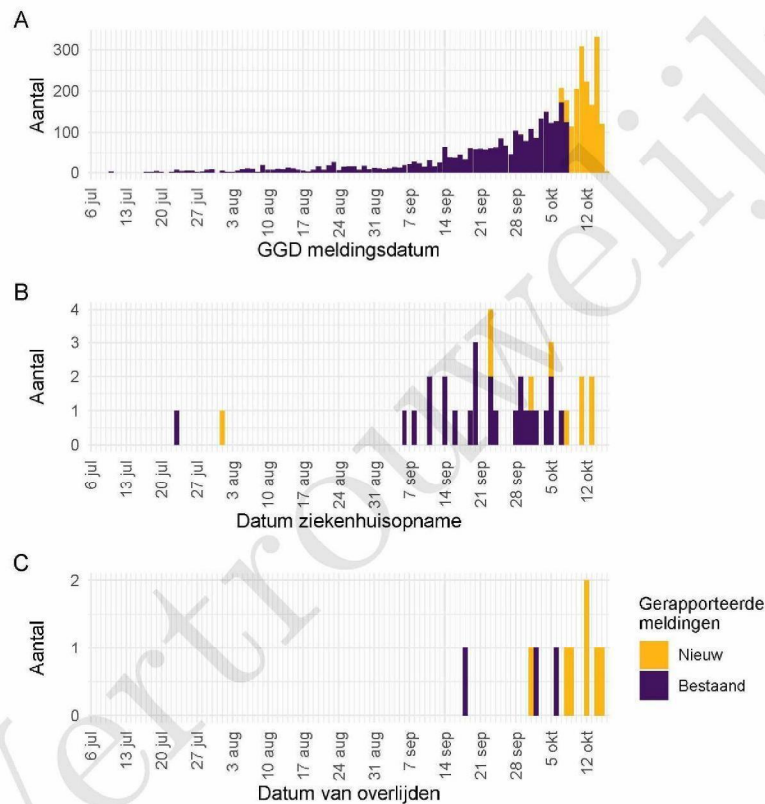 A
300
200
100
0
Aantal
6 jul
13 jul
20 jul
27 jul
3 aug
10 aug
17 aug
24 aug
31 aug
7 sep
14 sep
21 sep
28 sep
5 okt
12 okt
GGD meldingsdatum
B
4
3
2
1
0
Aantal
6 jul
13 jul
20 jul
27 jul
3 aug
10 aug
17 aug
24 aug
31 aug
7 sep
14 sep
21 sep
28 sep
5 okt
12 okt
Datum ziekenhuisopname
C
2
1
0
Aantal
6 jul
13 jul
20 jul
27 jul
3 aug
10 aug
17 aug
24 aug
31 aug
7 sep
14 sep
21 sep
28 sep
5 okt
12 okt
Datum van overlijden
Gerapporteerde
meldingen
Nieuw
Bestaand
Vertrouwelijk